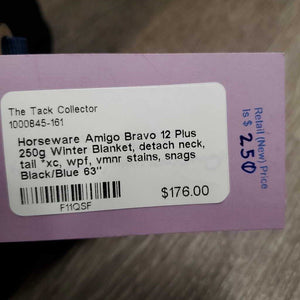 The Tack Collector
1000845-161
Horseware Amigo Bravo 12 Plus
250g Winter Blanket, detach neck,
tail *xc, wpf, vmnr stains, snags
Black/Blue 63"
$176.00
F11QSF
Retail (New) Price
is $ 250